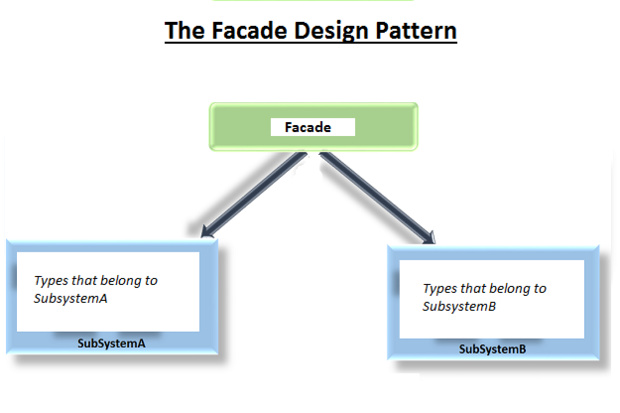 The Facade Design Pattern
Facade
Types that belong to
SubsystemA
SubSystemA
Types that belong to
SubsystemB
SubSystemB